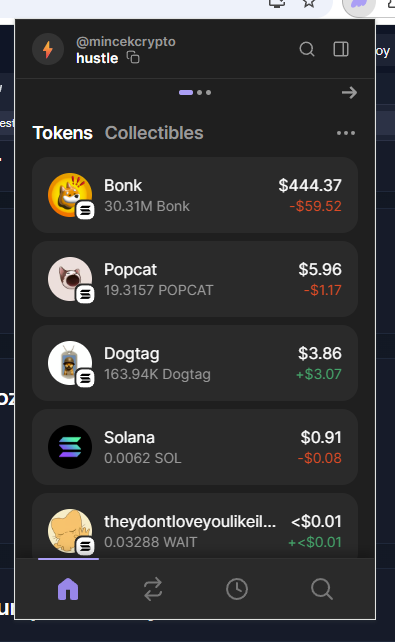 @mincekcrypto
hustle
oy
est
Tokens Collectibles
Bonk $444.37
30.31M Bonk -$59.52
Popcat $5.96
19.3157 POPCAT -$1.17
Dogtag $3.86
163.94K Dogtag +$3.07
Solana $0.91
0.0062 SOL -$0.08
theydontloveyoulikeil... <$0.01
0.03288 WAIT +<$0.01